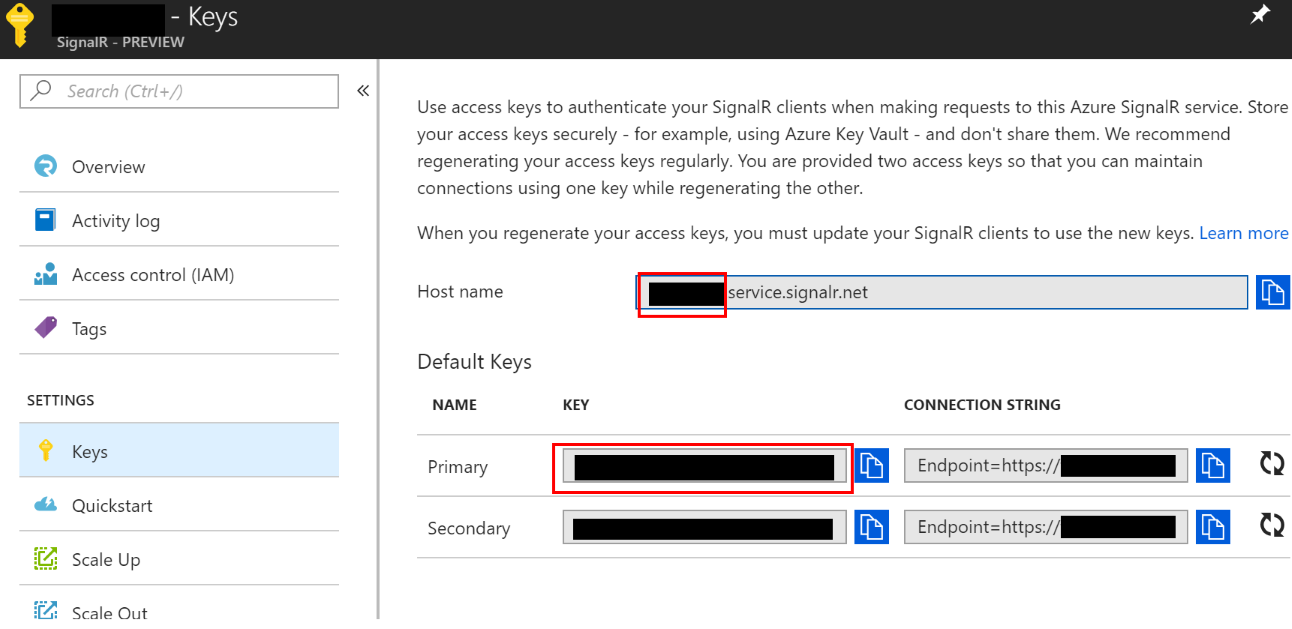 - Keys
SignalR - PREVIEW
Search (Ctrl+/)
«
Overview
Activity log
Access control (IAM)
Tags
SETTINGS
Keys
Quickstart
Scale Up
Scale Out
Use access keys to authenticate your SignalR clients when making requests to this Azure SignalR service. Store
your access keys securely - for example, using Azure Key Vault - and don't share them. We recommend
regenerating your access keys regularly. You are provided two access keys so that you can maintain
connections using one key while regenerating the other.
When you regenerate your access keys, you must update your SignalR clients to use the new keys. Learn more
Host name service.signalr.net
Default Keys
NAME KEY CONNECTION STRING
Primary Endpoint=https://
Secondary Endpoint=https://